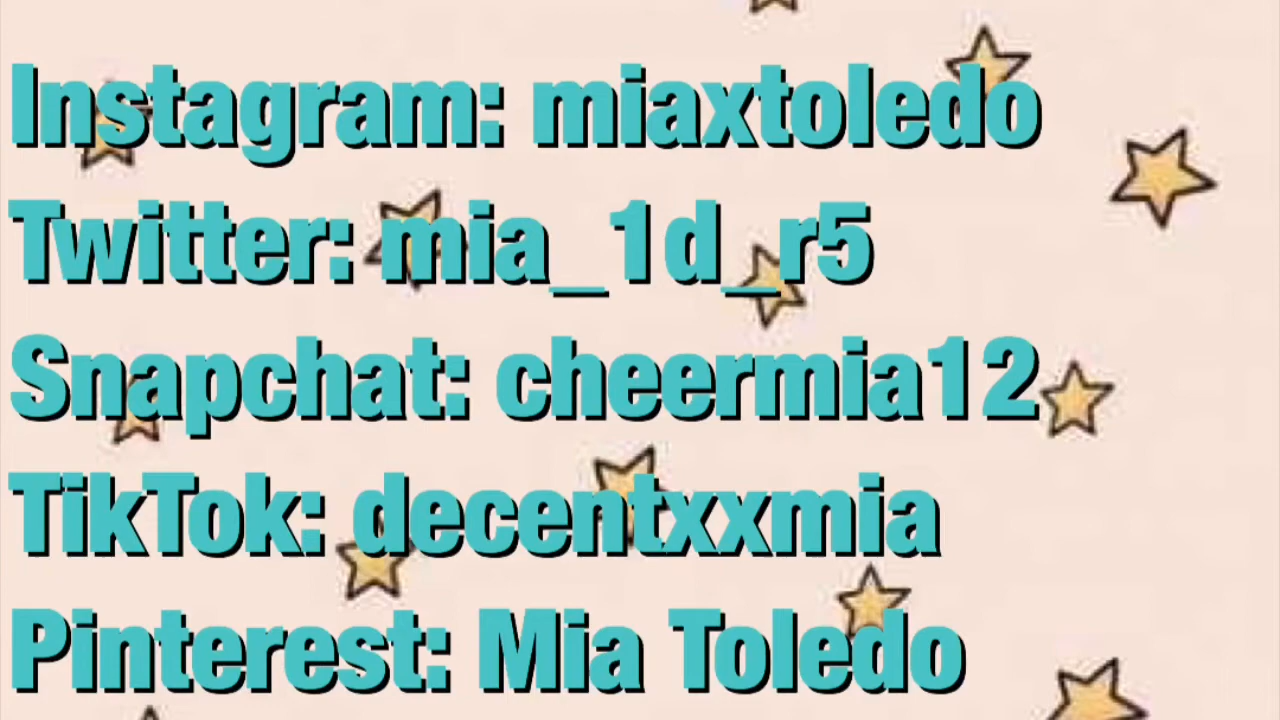 Instagram: miaxtoledo
Twitter: mia_1d_r5
Snapchat: cheermia12
TikTok: decentxxmia
Pinterest: Mia Toledo